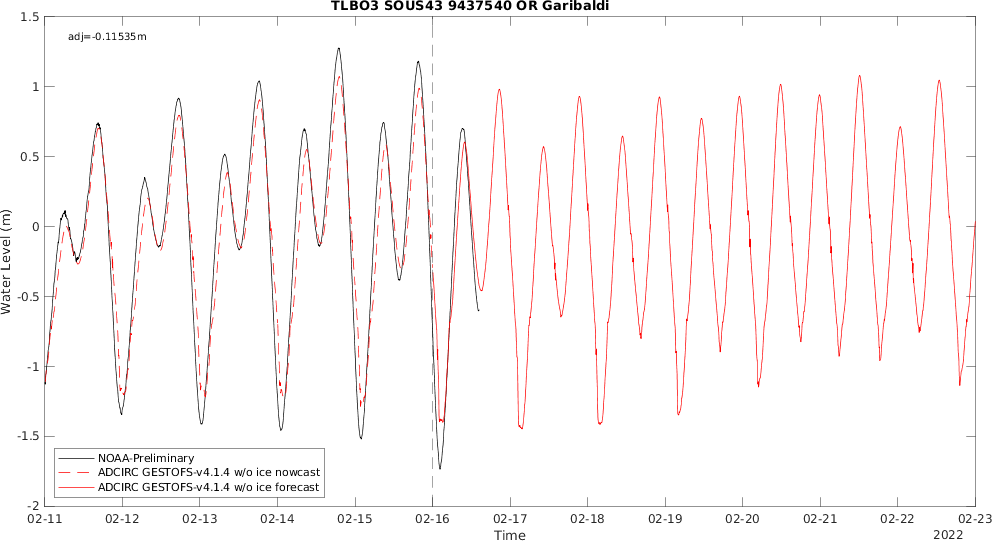 TLBO3 SOUS43 9437540 OR Garibaldi
adj=-0.11535m
1.5
1
0.5
0
-0.5
-1
-1.5
-2
Water Level (m)
NOAA-Preliminary
ADCIRC GESTOFS-v4.1.4 w/o ice nowcast
ADCIRC GESTOFS-v4.1.4 w/o ice forecast
02-11 02-12 02-13 02-14 02-15 02-16 02-17 02-18 02-19 02-20 02-21 02-22 02-23
Time
2022